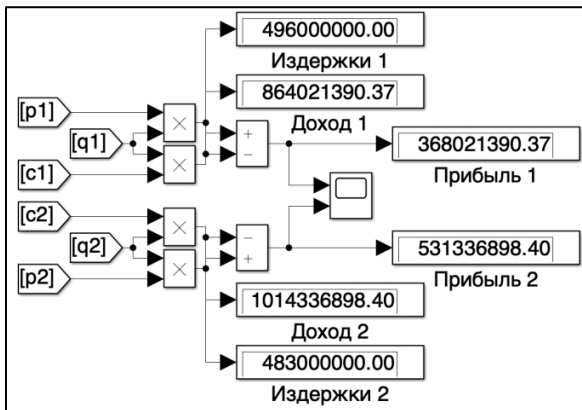 496000000.00
Издержки 1
864021390.37
Доход 1
[p1]
×
[q1]
×
[c1]
+
−
368021390.37
Прибыль 1
[c2]
×
[q2]
×
[p2]
−
+
531336898.40
Прибыль 2
1014336898.40
Доход 2
483000000.00
Издержки 2